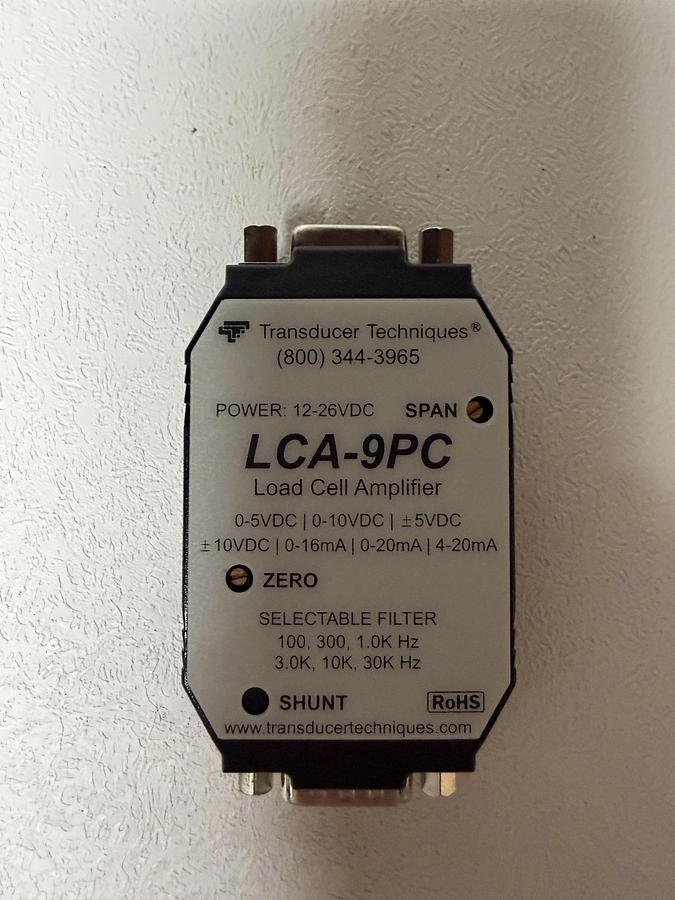 Transducer Techniques®
(800) 344-3965
POWER: 12-26VDC SPAN
LCA-9PC
Load Cell Amplifier
0-5VDC | 0-10VDC | ±5VDC
±10VDC | 0-16mA | 0-20mA | 4-20mA
ZERO
SELECTABLE FILTER
100, 300, 1.0K Hz
3.0K, 10K, 30K Hz
SHUNT RoHS
www.transducertechniques.com